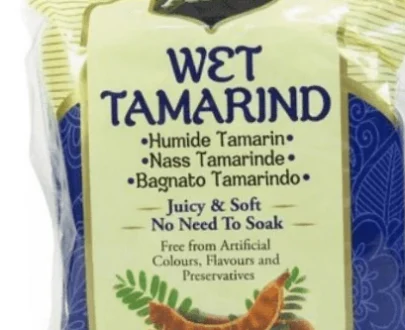 WET
TAMARIND
•Humide Tamarin•
•Nass Tamarinde•
•Bagnato Tamarindo•
Juicy & Soft
No Need To Soak
Free from Artificial
Colours, Flavours and
Preservatives